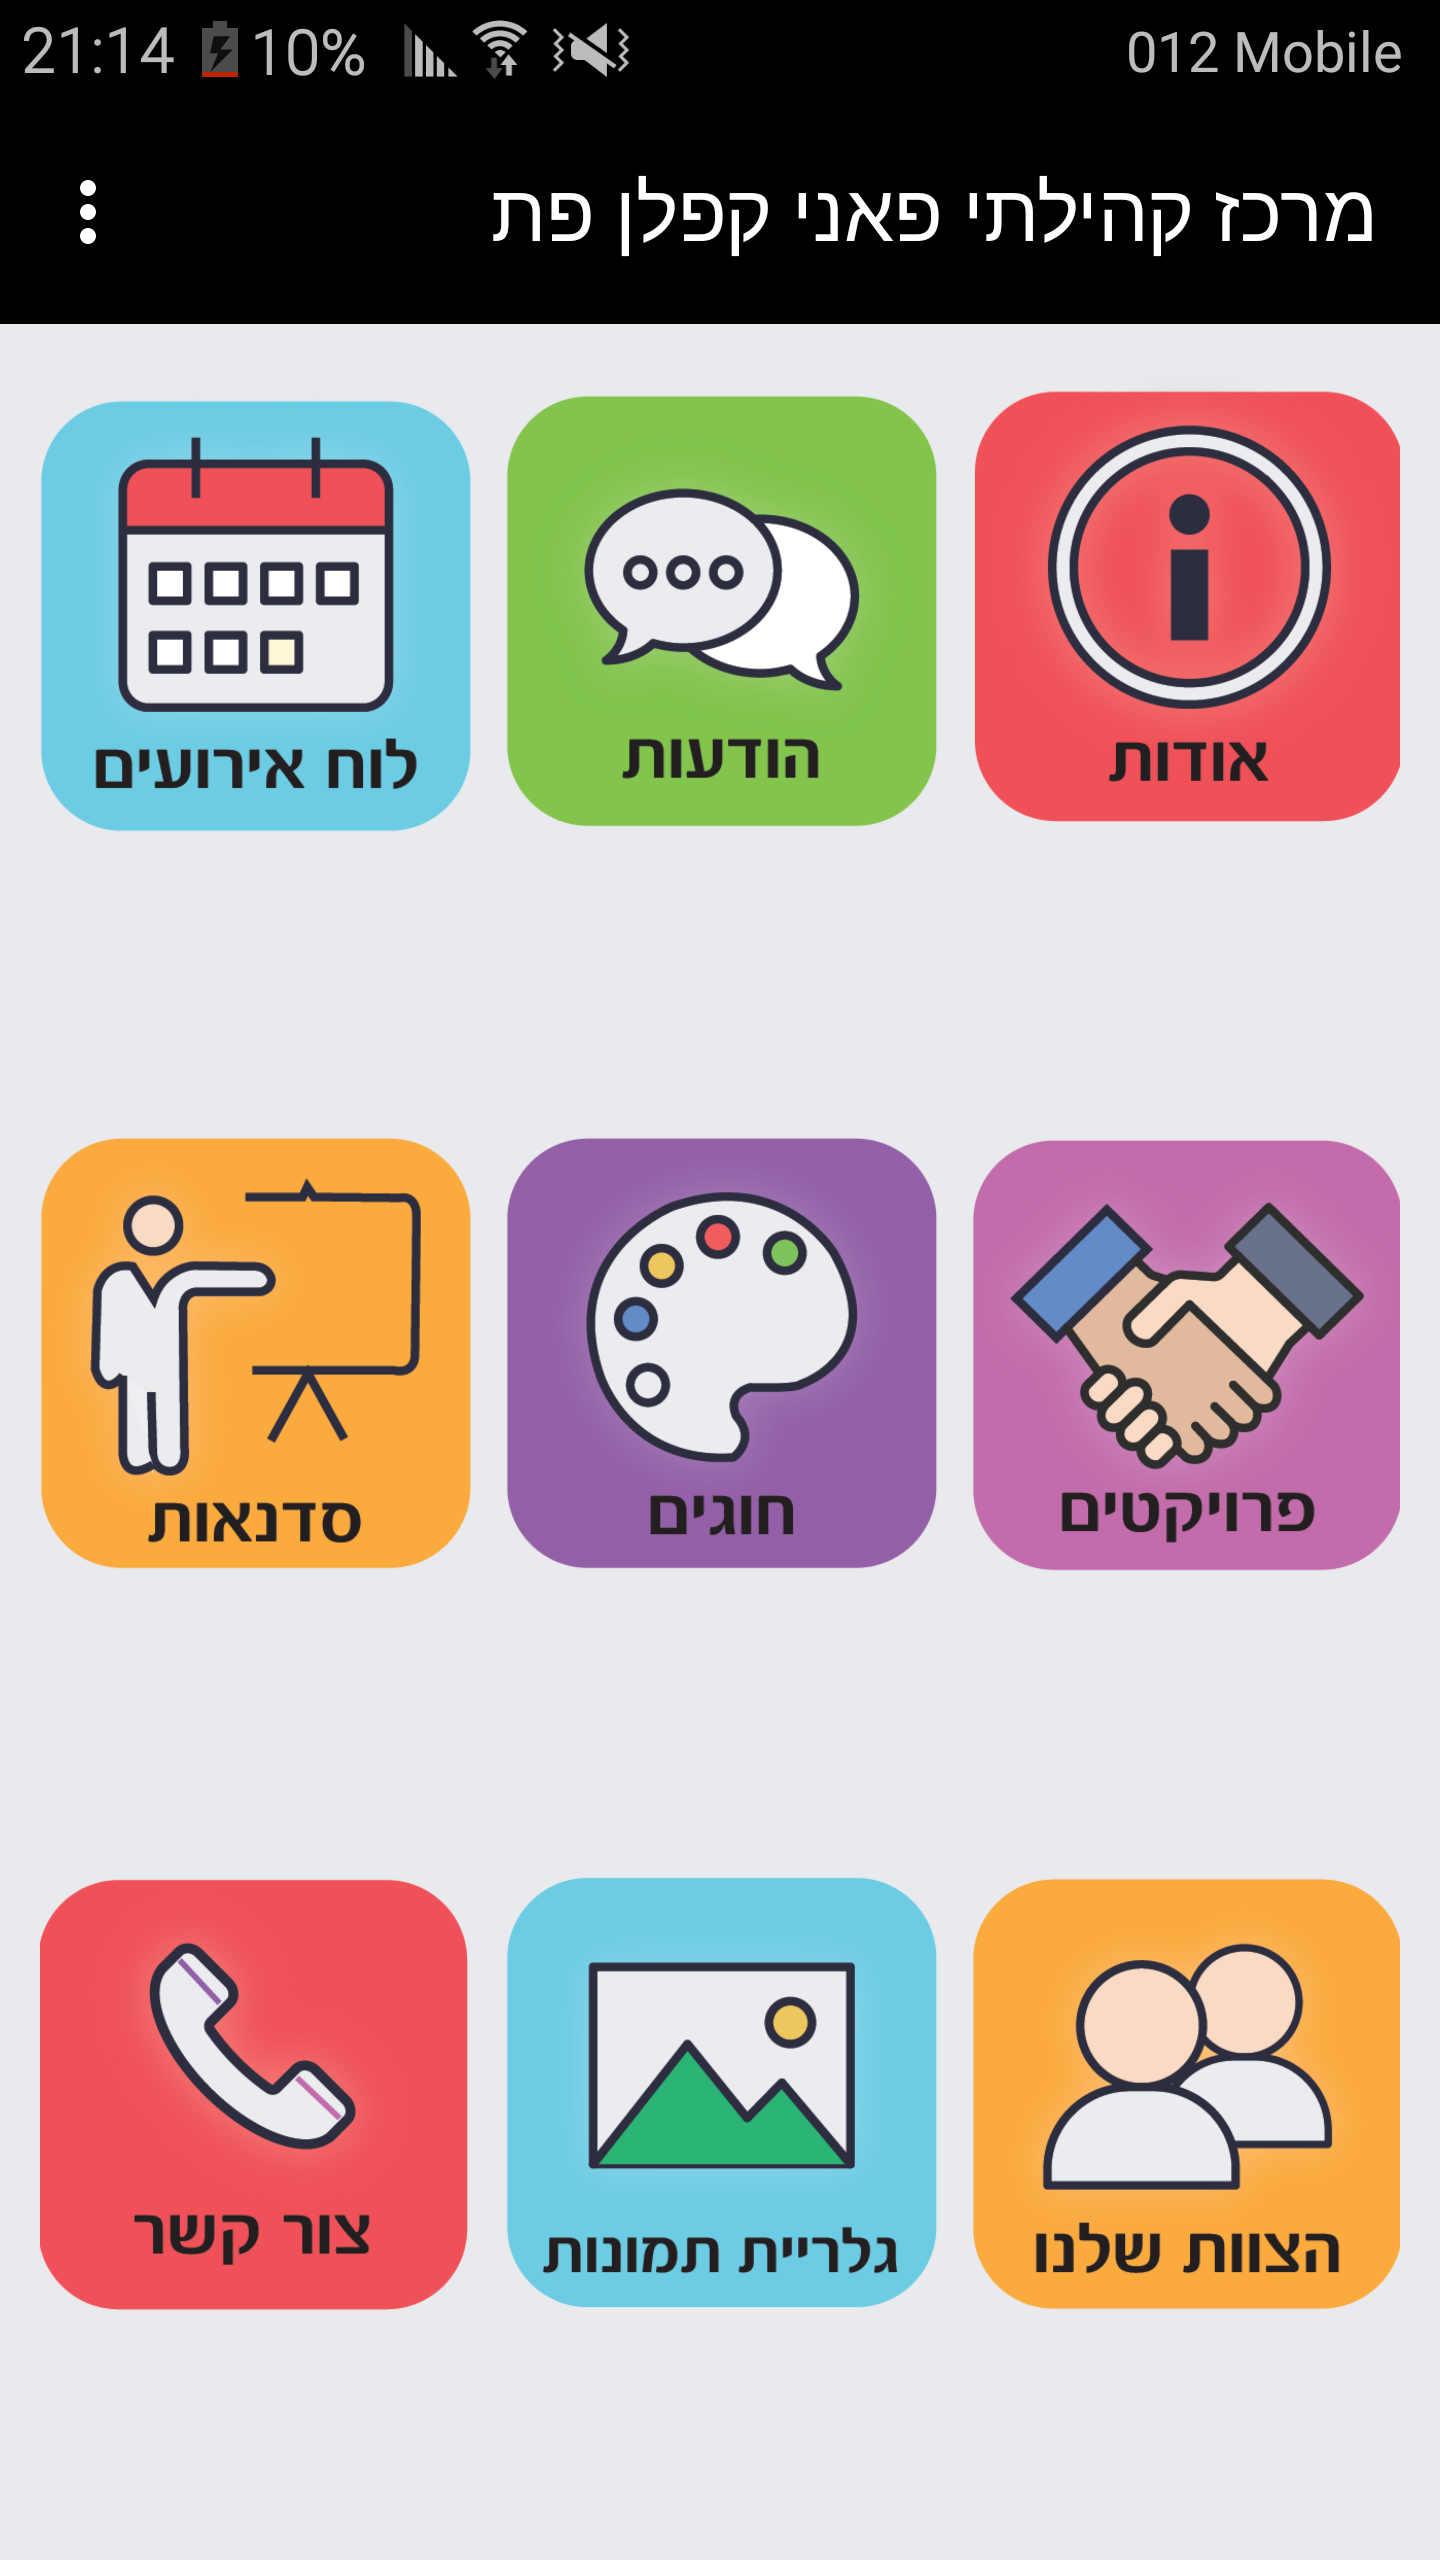 21:14 10% 012 Mobile
מרכז קהילתי פאני קפלן פת
אודות
הודעות
לוח אירועים
פרויקטים
חוגים
סדנאות
הצוות שלנו
גלריית תמונות
צור קשר